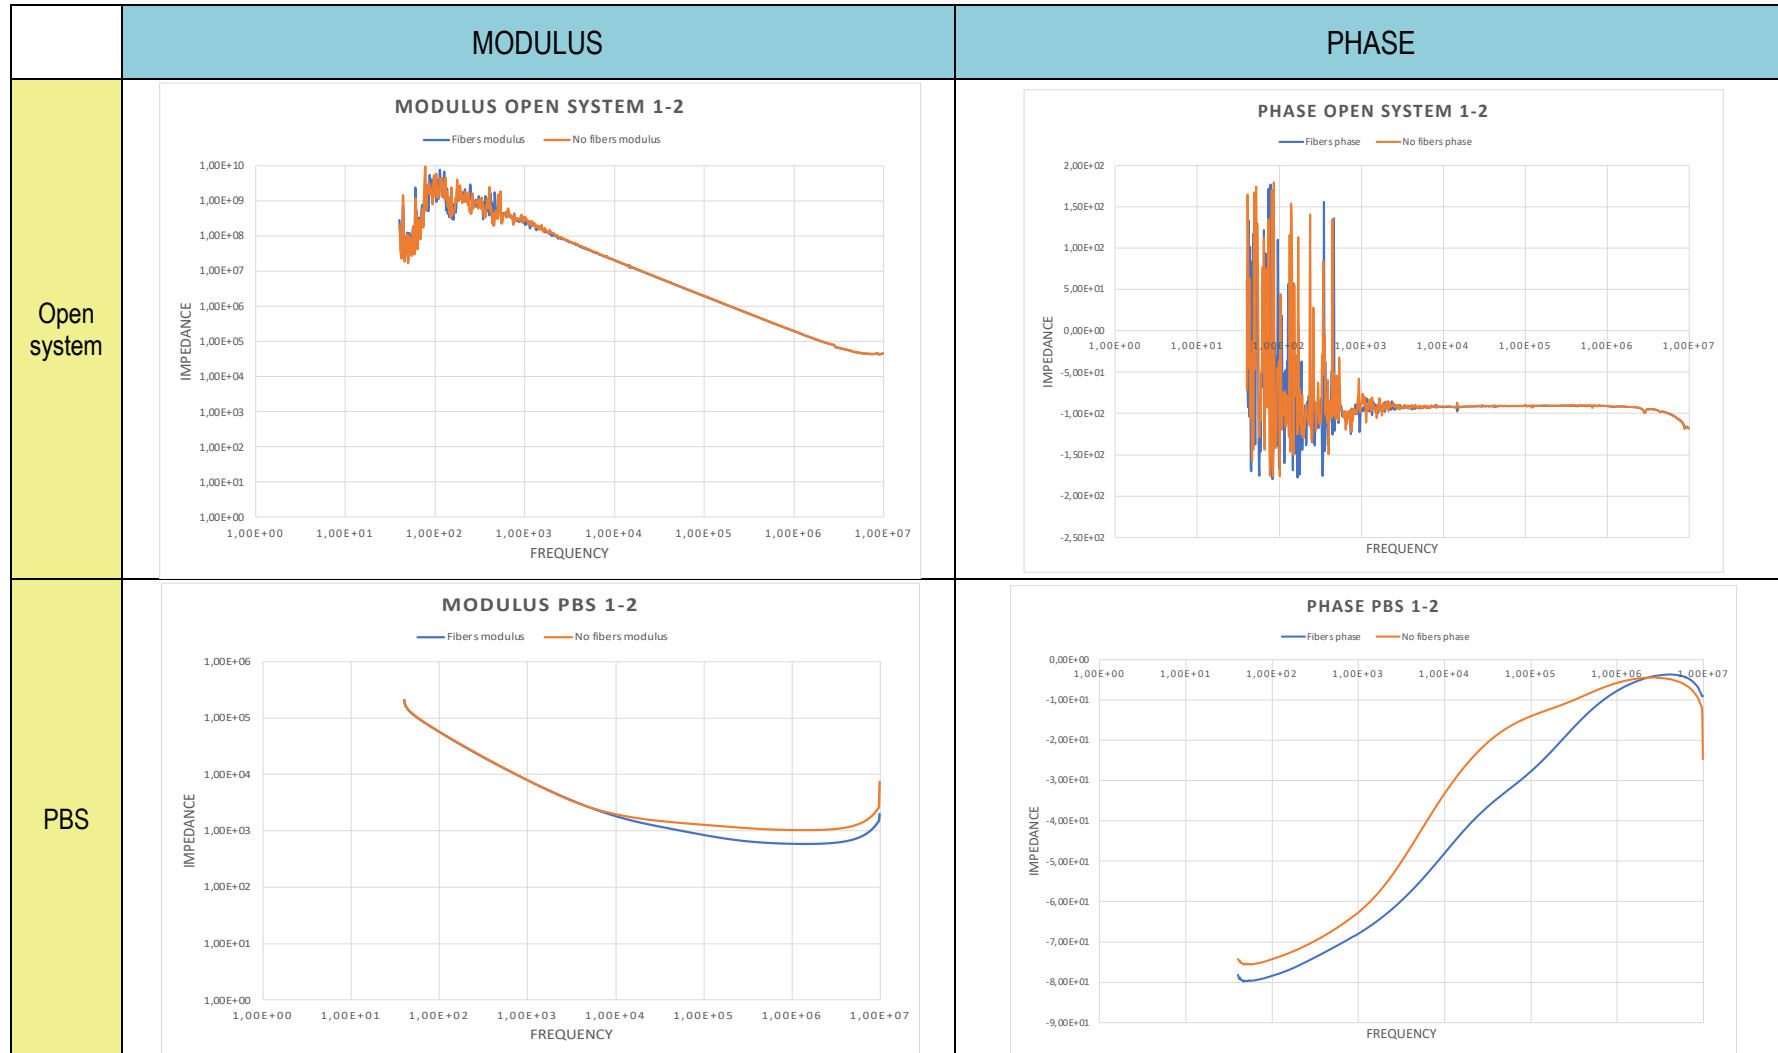 MODULUS
PHASE
Open system
MODULUS OPEN SYSTEM 1-2
Fibers modulus No fibers modulus
1,00E+10
1,00E+09
1,00E+08
1,00E+07
1,00E+06
1,00E+05
1,00E+04
1,00E+03
1,00E+02
1,00E+01
1,00E+00
IMPEDANCE
1,00E+00 1,00E+01 1,00E+02 1,00E+03 1,00E+04 1,00E+05 1,00E+06 1,00E+07
FREQUENCY
PHASE OPEN SYSTEM 1-2
Fibers phase No fibers phase
2,00E+02
1,50E+02
1,00E+02
5,00E+01
0,00E+00
-5,00E+01
-1,00E+02
-1,50E+02
-2,00E+02
-2,50E+02
IMPEDANCE
1,00E+00 1,00E+01 1,00E+02 1,00E+03 1,00E+04 1,00E+05 1,00E+06 1,00E+07
FREQUENCY
PBS
MODULUS PBS 1-2
Fibers modulus No fibers modulus
1,00E+06
1,00E+05
1,00E+04
1,00E+03
1,00E+02
1,00E+01
1,00E+00
IMPEDANCE
1,00E+00 1,00E+01 1,00E+02 1,00E+03 1,00E+04 1,00E+05 1,00E+06 1,00E+07
FREQUENCY
PHASE PBS 1-2
Fibers phase No fibers phase
0,00E+00
-1,00E+01
-2,00E+01
-3,00E+01
-4,00E+01
-5,00E+01
-6,00E+01
-7,00E+01
-8,00E+01
-9,00E+01
IMPEDANCE
1,00E+00 1,00E+01 1,00E+02 1,00E+03 1,00E+04 1,00E+05 1,00E+06 1,00E+07
FREQUENCY